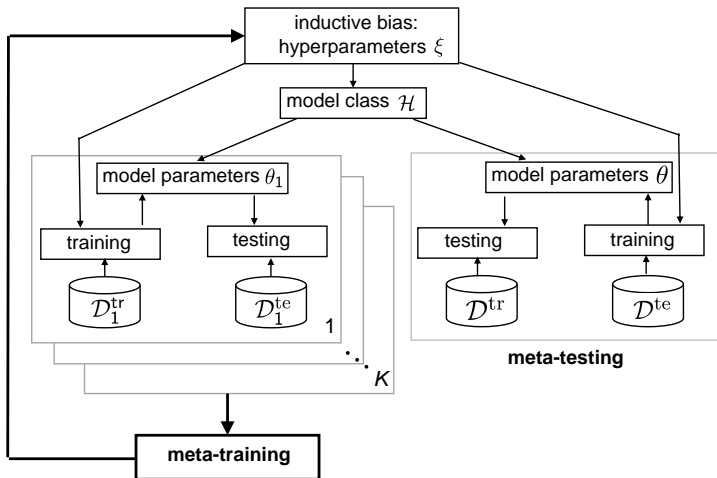 inductive bias:
hyperparameters ξ
model class ℋ
model parameters θ₁
model parameters θ
training
testing
testing
training
𝒟₁ᵗʳ
𝒟₁ᵗᵉ
𝒟ᵗʳ
𝒟ᵗᵉ
1
K
meta-testing
meta-training